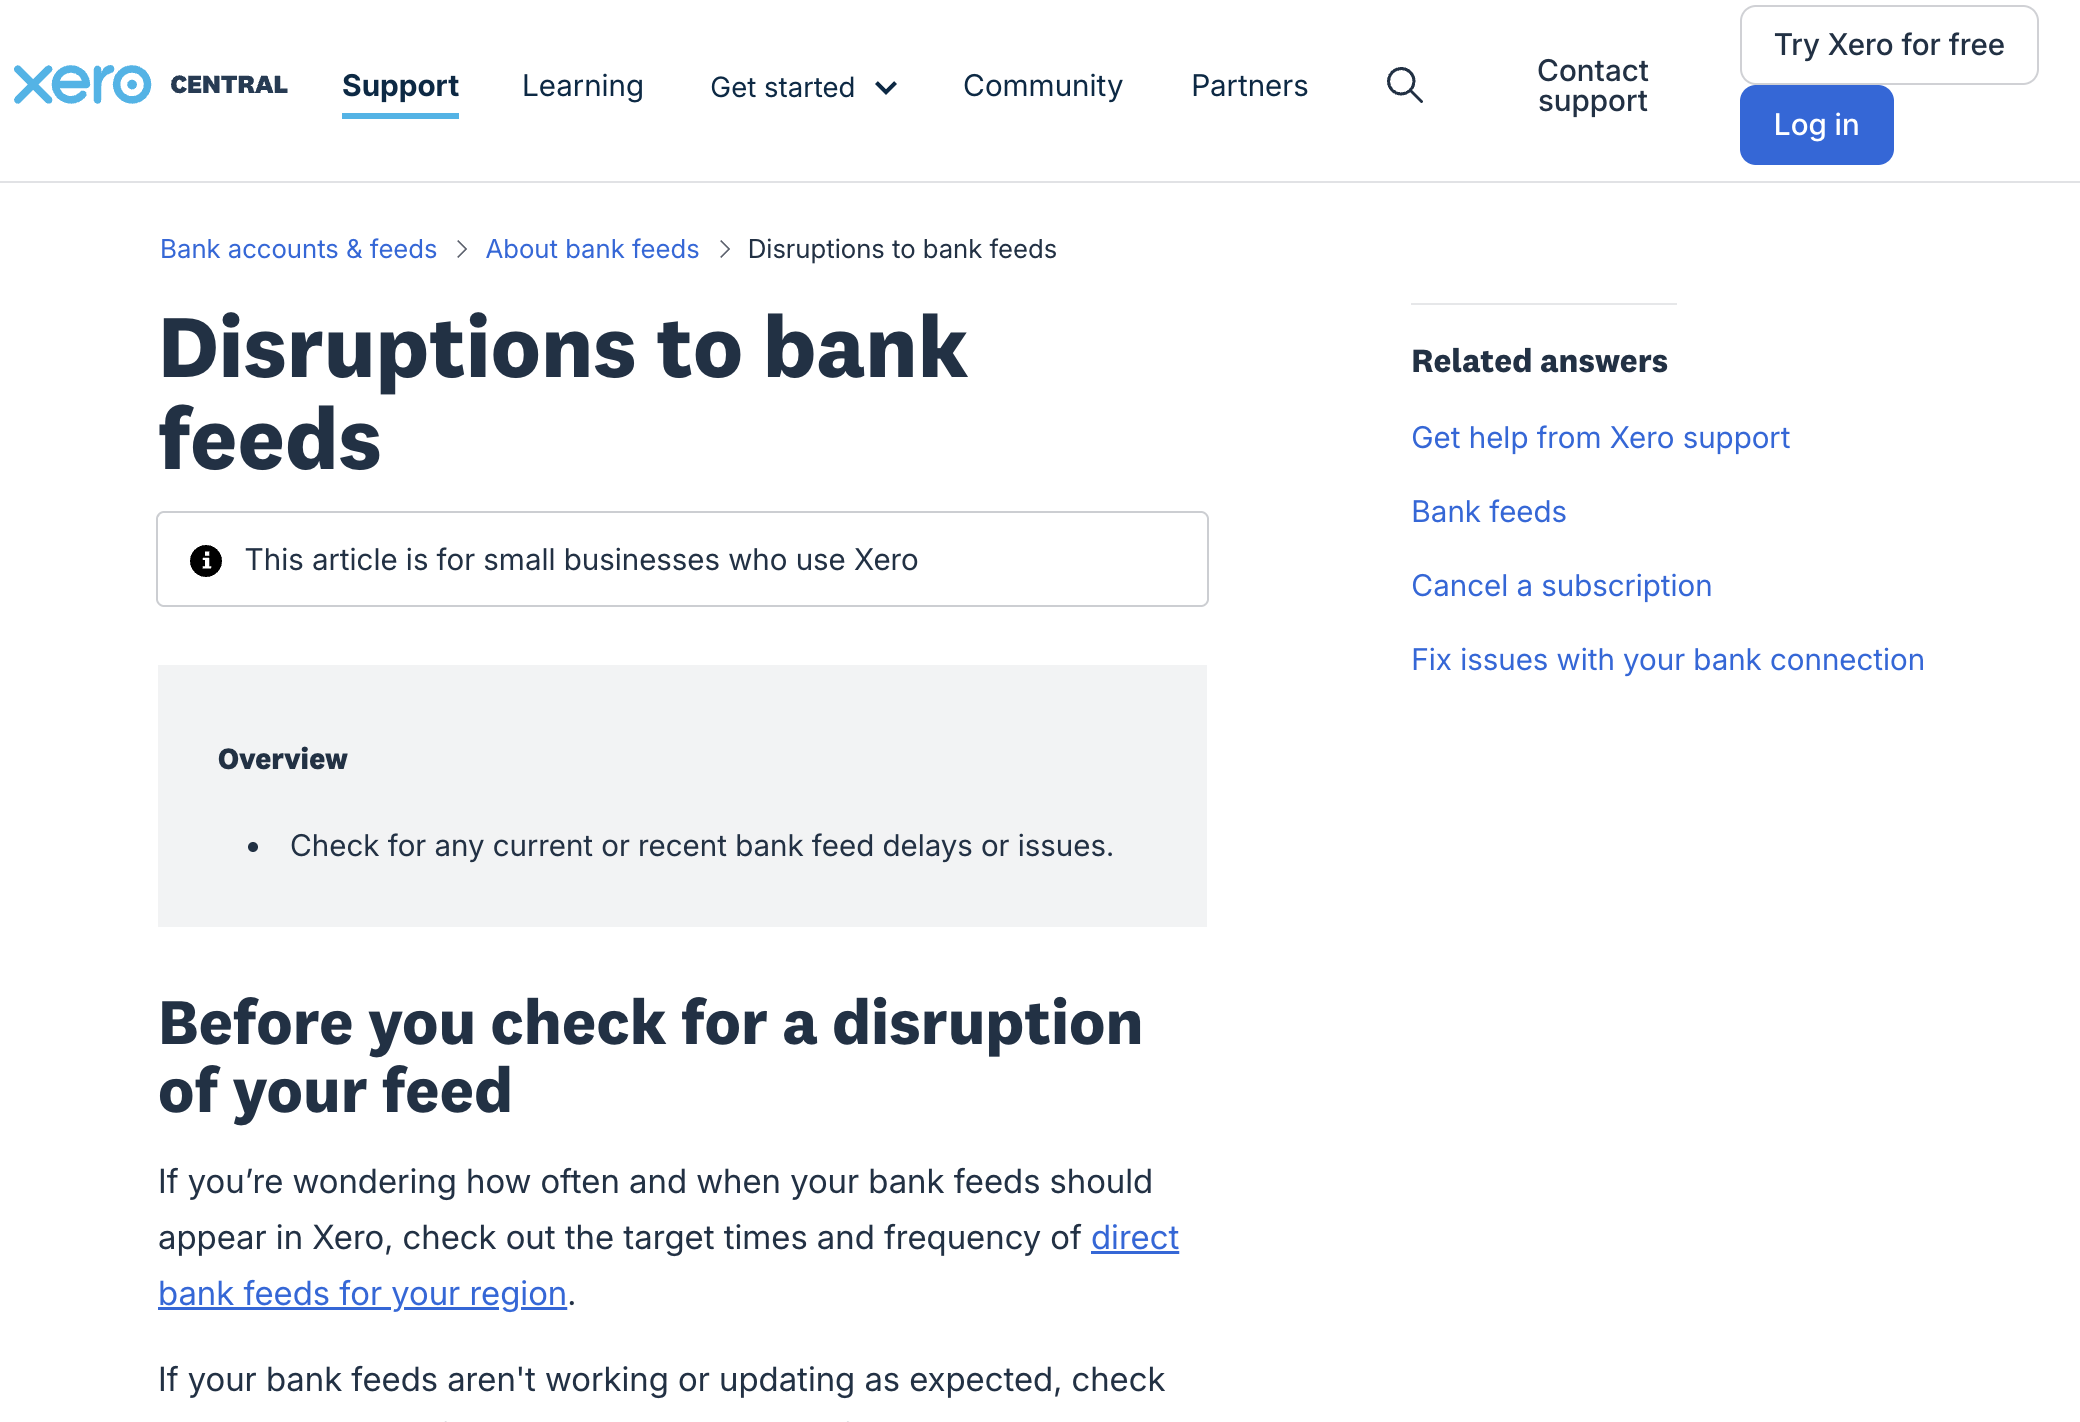 xero CENTRAL
Support
Learning
Get started
Community
Partners
Contact
support
Try Xero for free
Log in
Bank accounts & feeds > About bank feeds > Disruptions to bank feeds
Disruptions to bank
feeds
This article is for small businesses who use Xero
Overview
• Check for any current or recent bank feed delays or issues.
Before you check for a disruption
of your feed
If you’re wondering how often and when your bank feeds should
appear in Xero, check out the target times and frequency of direct
bank feeds for your region.
If your bank feeds aren't working or updating as expected, check
Related answers
Get help from Xero support
Bank feeds
Cancel a subscription
Fix issues with your bank connection